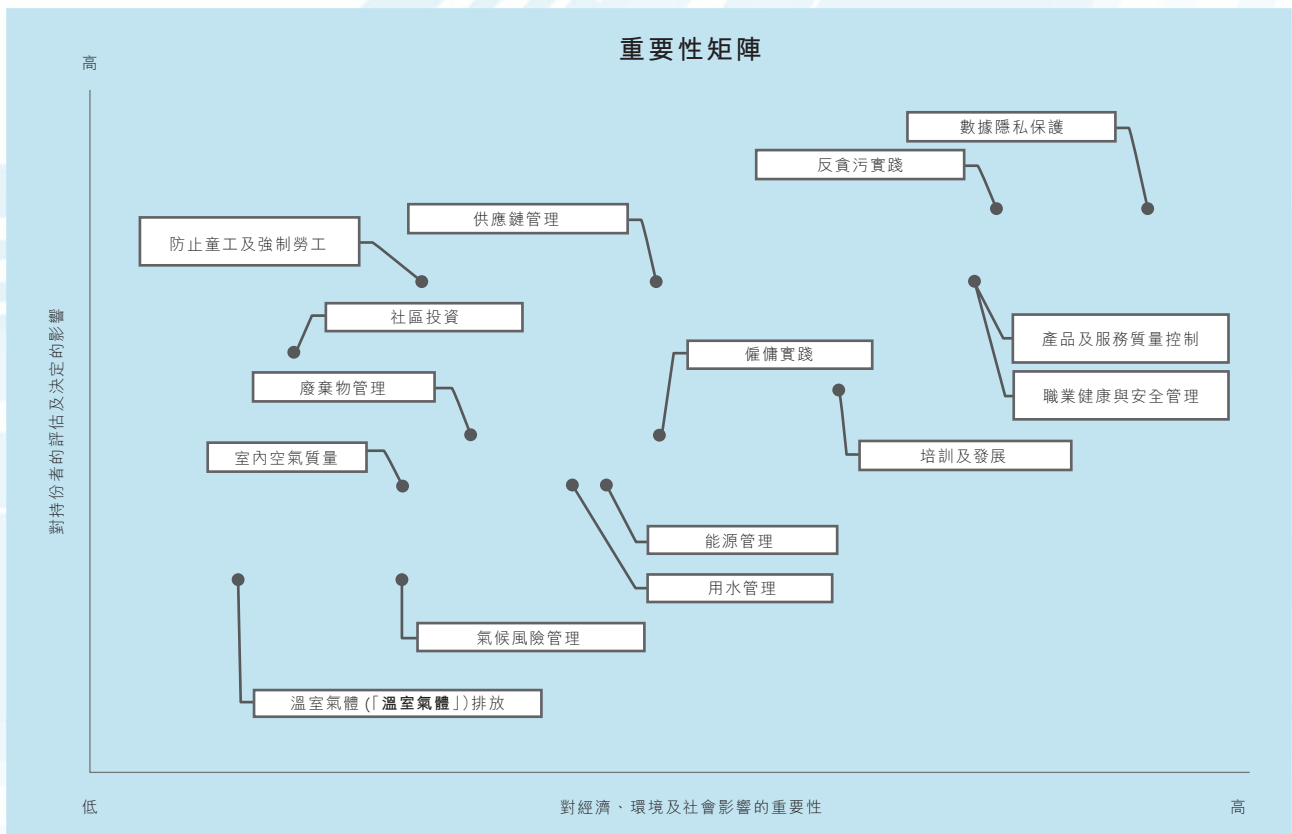 重要性矩陣
高
數據隱私保護
反貪污實踐
供應鏈管理
防止童工及強制勞工
社區投資
產品及服務質量控制
僱傭實踐
廢棄物管理
職業健康與安全管理
室內空氣質量
培訓及發展
對持份者的評估及決定的影響
能源管理
用水管理
氣候風險管理
溫室氣體 (「溫室氣體」)排放
低
對經濟、環境及社會影響的重要性
高